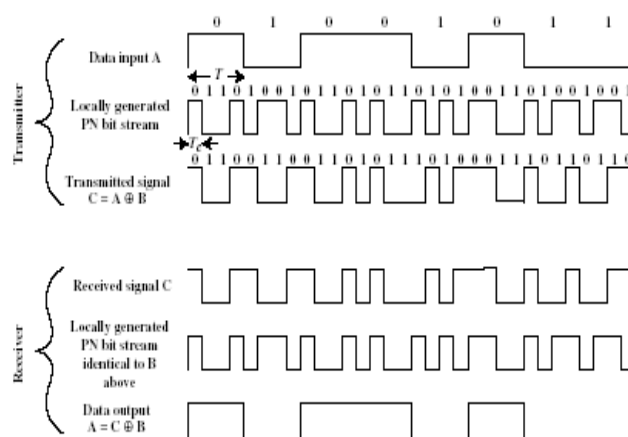 0 1 0 0 1 0 1 1
Data input A
T
0 1 1 0 1 0 0 1 0 1 1 0 1 0 1 1 0 1 0 1 0 0 1 1 0 1 0 0 1 0 0 1
Locally generated
PN bit stream
Tc
0 1 1 0 0 1 1 0 0 1 1 0 1 0 1 1 1 0 1 0 0 0 1 1 1 0 1 1 0 1 1 0
Transmitted signal
C = A ⊕ B
Transmitter
Received signal C
Locally generated
PN bit stream
identical to B
above
Data output
A = C ⊕ B
Receiver